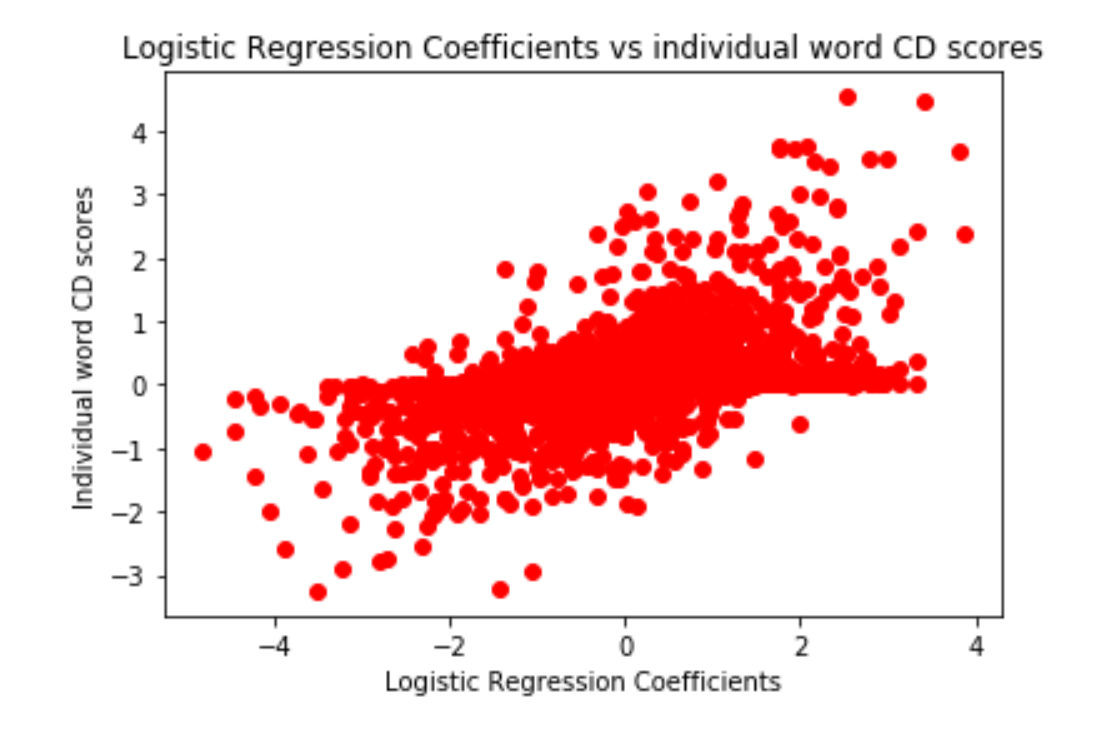 Logistic Regression Coefficients vs individual word CD scores
4
3
2
1
0
−1
−2
−3
Individual word CD scores
−4 −2 0 2 4
Logistic Regression Coefficients